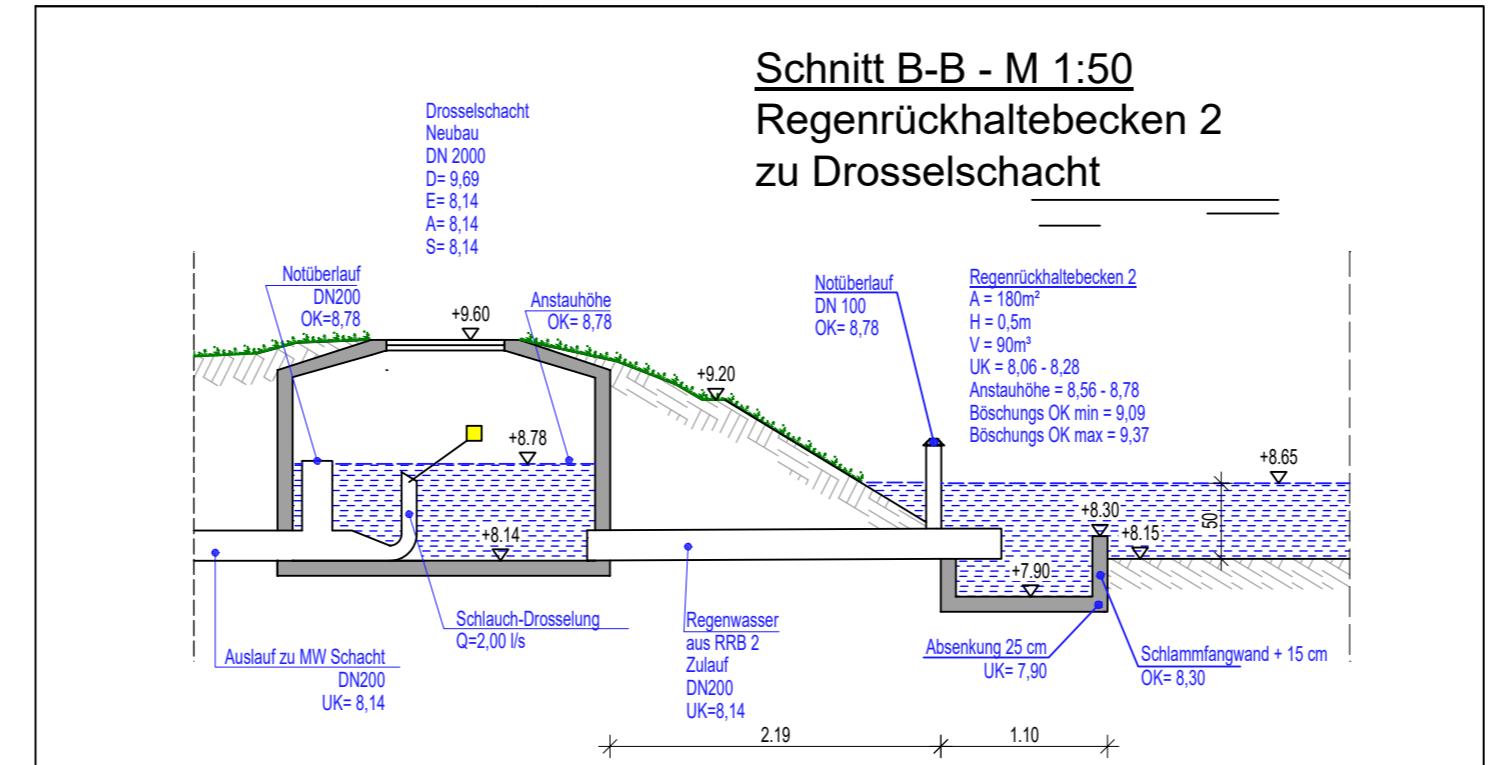 Schnitt B-B - M 1:50
Regenrückhaltebecken 2
zu Drosselschacht
Drosselschacht
Neubau
DN 2000
D= 9,69
E= 8,14
A= 8,14
S= 8,14
Notüberlauf
DN200
OK=8,78
+9.60
Anstauhöhe
OK= 8,78
Notüberlauf
DN 100
OK= 8,78
Regenrückhaltebecken 2
A = 180m²
H = 0,5m
V = 90m³
UK = 8,06 - 8,28
Anstauhöhe = 8,56 - 8,78
Böschungs OK min = 9,09
Böschungs OK max = 9,37
+9.20
+8.78
+8.65
+8.14
+8.30
+8.15
50
+7.90
Schlauch-Drosselung
Q=2,00 l/s
Auslauf zu MW Schacht
DN200
UK= 8,14
Regenwasser
aus RRB 2
Zulauf
DN200
UK=8,14
Absenkung 25 cm
UK= 7,90
Schlammfangwand + 15 cm
OK= 8,30
2.19
1.10